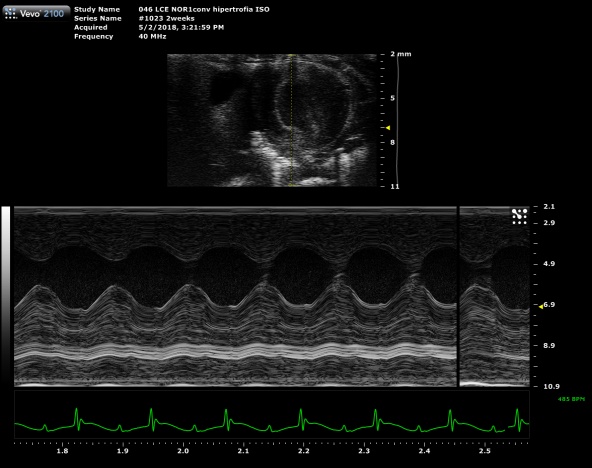 Vevo 2100
Study Name 046 LCE NOR1conv hipertrofia ISO
Series Name #1023 2weeks
Acquired 5/2/2018, 3:21:59 PM
Frequency 40 MHz
2 mm
5
8
11
2.1
2.9
4.9
6.9
8.9
10.9
485 BPM
1.8 1.9 2.0 2.1 2.2 2.3 2.4 2.5